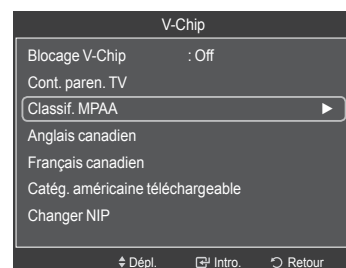 V-Chip
Blocage V-Chip : Off
Cont. paren. TV
Classif. MPAA ►
Anglais canadien
Français canadien
Catég. américaine téléchargeable
Changer NIP
Dépl. Intro. Retour